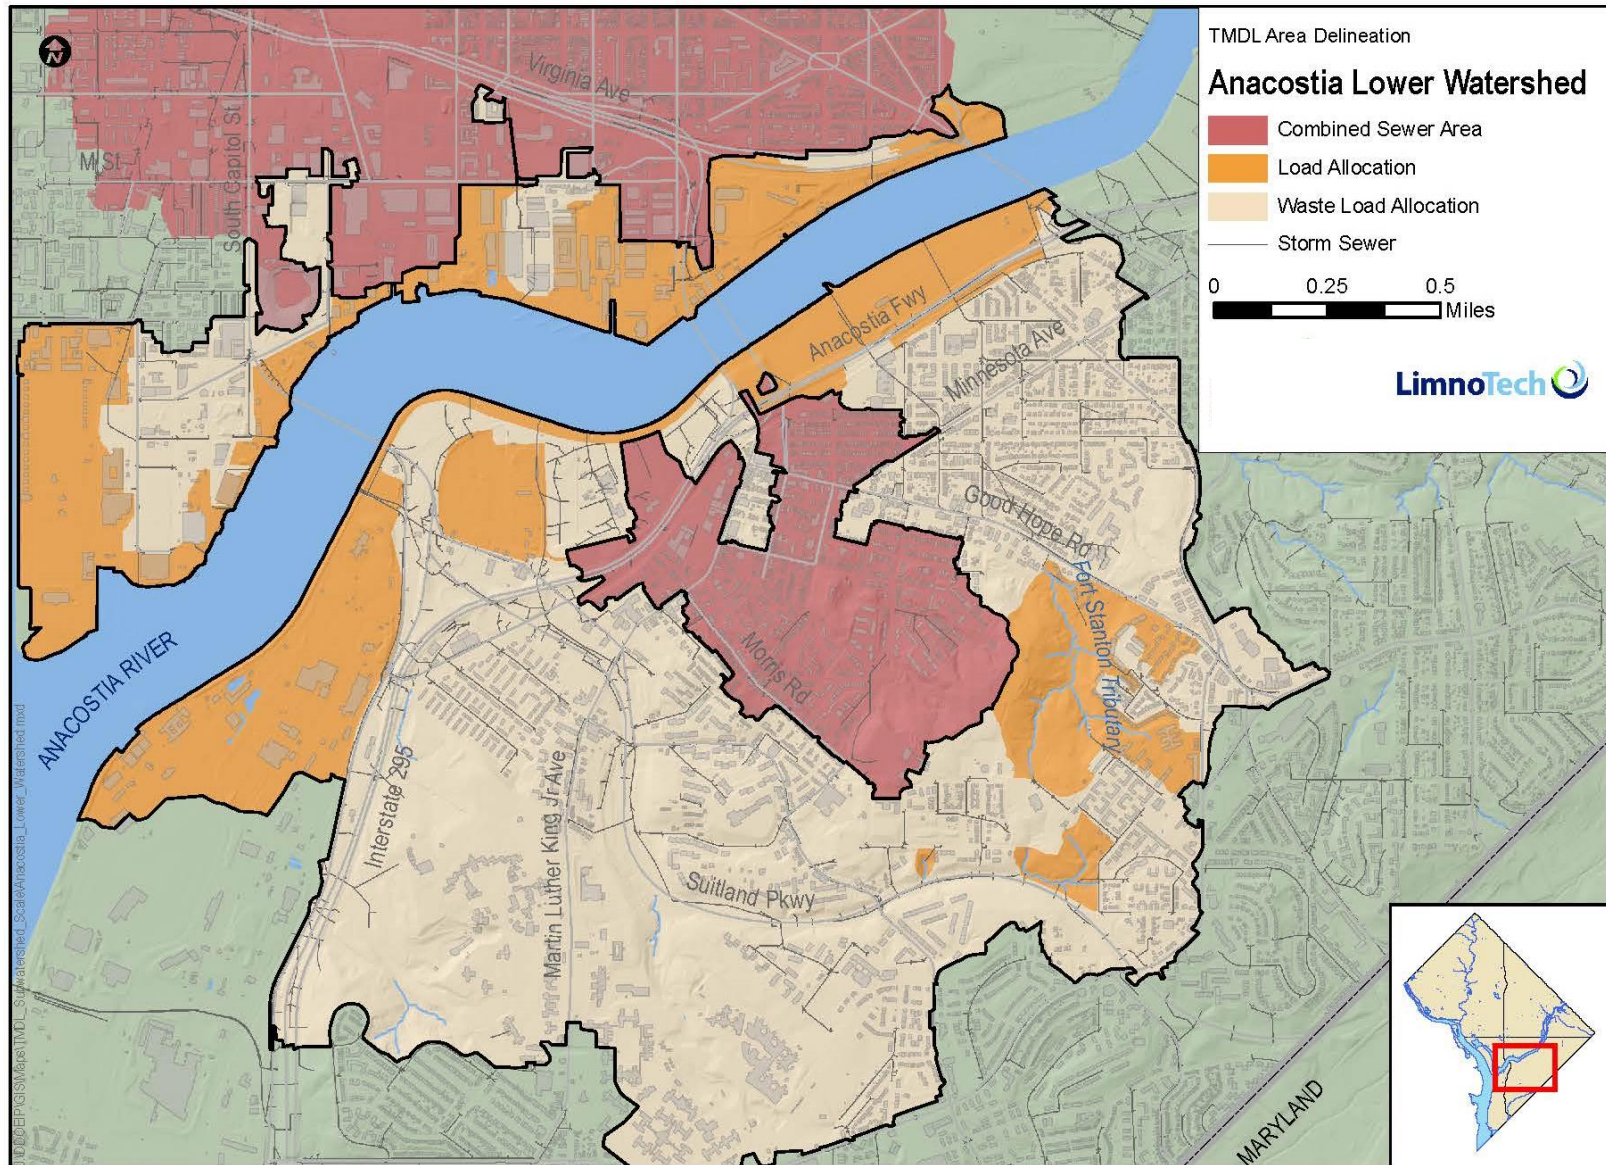 TMDL Area Delineation
Anacostia Lower Watershed
Combined Sewer Area
Load Allocation
Waste Load Allocation
Storm Sewer
0 0.25 0.5
Miles
LimnoTech
N
Virginia Ave
M St
South Capitol St
Anacostia Fwy
Minnesota Ave
Good Hope Rd
Fort Stanton Tributary
Morris Rd
ANACOSTIA RIVER
Interstate 295
Martin Luther King Jr Ave
Suitland Pkwy
MARYLAND